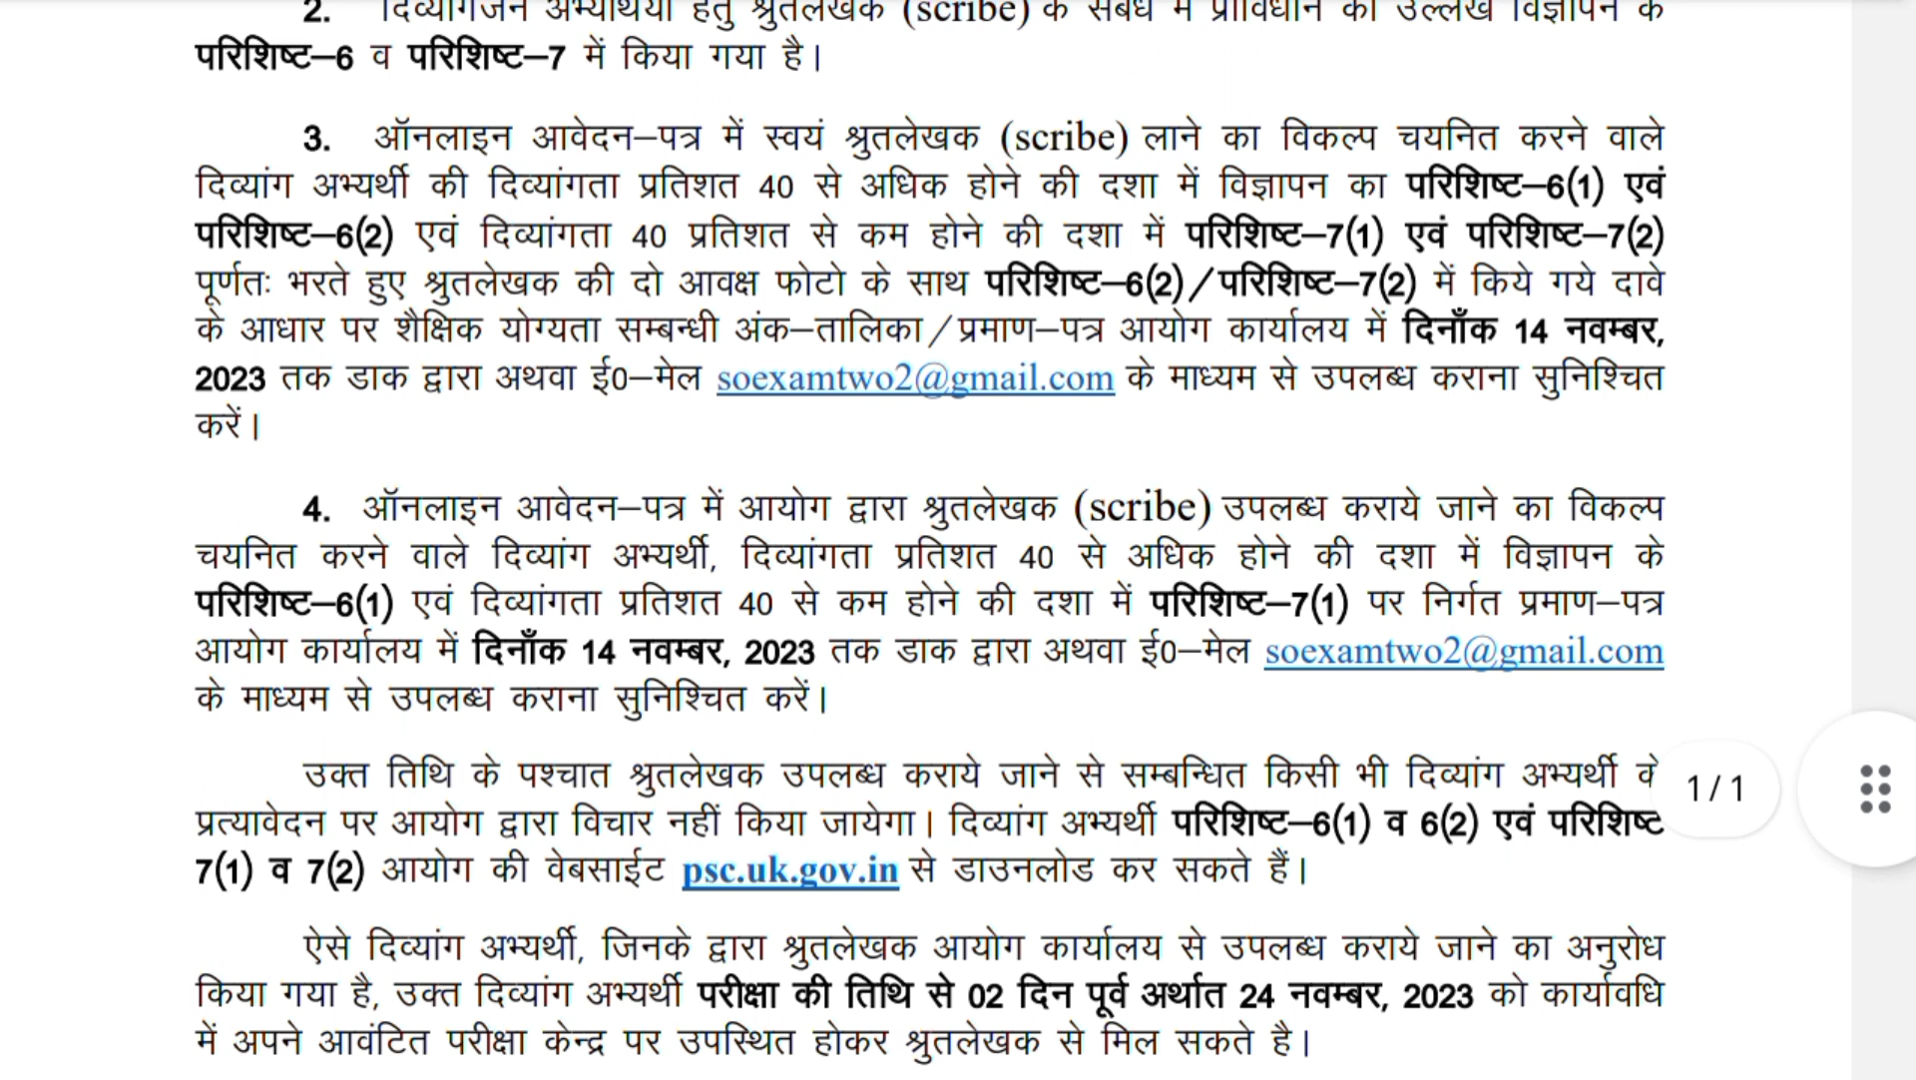 2. दिव्यांगजन अभ्यर्थियों हेतु श्रुतलेखक (scribe) के संबंध में प्राविधान का उल्लेख विज्ञापन के
परिशिष्ट–6 व परिशिष्ट–7 में किया गया है।
3. ऑनलाइन आवेदन–पत्र में स्वयं श्रुतलेखक (scribe) लाने का विकल्प चयनित करने वाले
दिव्यांग अभ्यर्थी की दिव्यांगता प्रतिशत 40 से अधिक होने की दशा में विज्ञापन का परिशिष्ट–6(1) एवं
परिशिष्ट–6(2) एवं दिव्यांगता 40 प्रतिशत से कम होने की दशा में परिशिष्ट–7(1) एवं परिशिष्ट–7(2)
पूर्णतः भरते हुए श्रुतलेखक की दो आवक्ष फोटो के साथ परिशिष्ट–6(2)/परिशिष्ट–7(2) में किये गये दावे
के आधार पर शैक्षिक योग्यता सम्बन्धी अंक–तालिका/प्रमाण–पत्र आयोग कार्यालय में दिनाँक 14 नवम्बर,
2023 तक डाक द्वारा अथवा ई0–मेल soexamtwo2@gmail.com के माध्यम से उपलब्ध कराना सुनिश्चित
करें।
4. ऑनलाइन आवेदन–पत्र में आयोग द्वारा श्रुतलेखक (scribe) उपलब्ध कराये जाने का विकल्प
चयनित करने वाले दिव्यांग अभ्यर्थी, दिव्यांगता प्रतिशत 40 से अधिक होने की दशा में विज्ञापन के
परिशिष्ट–6(1) एवं दिव्यांगता प्रतिशत 40 से कम होने की दशा में परिशिष्ट–7(1) पर निर्गत प्रमाण–पत्र
आयोग कार्यालय में दिनाँक 14 नवम्बर, 2023 तक डाक द्वारा अथवा ई0–मेल soexamtwo2@gmail.com
के माध्यम से उपलब्ध कराना सुनिश्चित करें।
उक्त तिथि के पश्चात श्रुतलेखक उपलब्ध कराये जाने से सम्बन्धित किसी भी दिव्यांग अभ्यर्थी के
1/1
प्रत्यावेदन पर आयोग द्वारा विचार नहीं किया जायेगा। दिव्यांग अभ्यर्थी परिशिष्ट–6(1) व 6(2) एवं परिशिष्ट
7(1) व 7(2) आयोग की वेबसाईट psc.uk.gov.in से डाउनलोड कर सकते हैं।
ऐसे दिव्यांग अभ्यर्थी, जिनके द्वारा श्रुतलेखक आयोग कार्यालय से उपलब्ध कराये जाने का अनुरोध
किया गया है, उक्त दिव्यांग अभ्यर्थी परीक्षा की तिथि से 02 दिन पूर्व अर्थात 24 नवम्बर, 2023 को कार्यावधि
में अपने आवंटित परीक्षा केन्द्र पर उपस्थित होकर श्रुतलेखक से मिल सकते है।